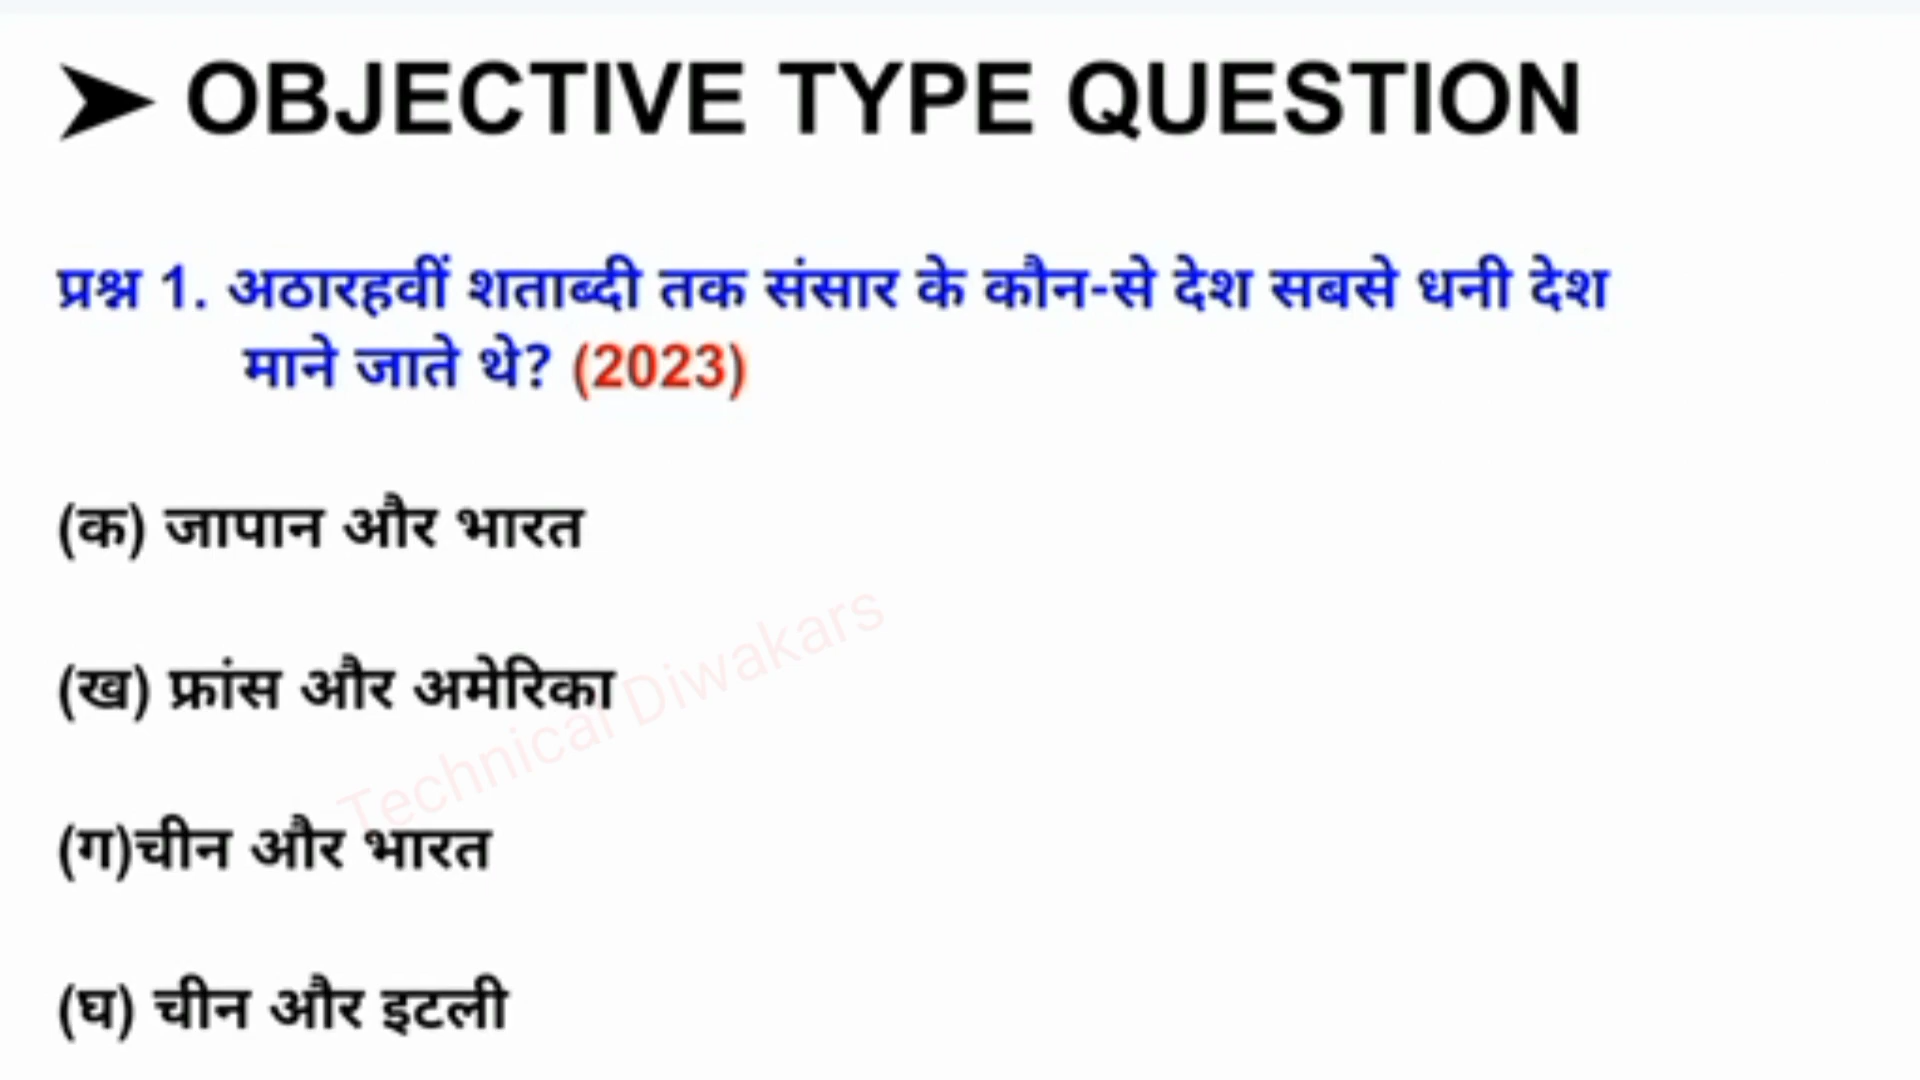 ➤ OBJECTIVE TYPE QUESTION
प्रश्न 1. अठारहवीं शताब्दी तक संसार के कौन-से देश सबसे धनी देश
माने जाते थे? (2023)
(क) जापान और भारत
(ख) फ्रांस और अमेरिका
Technical Diwakars
(ग)चीन और भारत
(घ) चीन और इटली